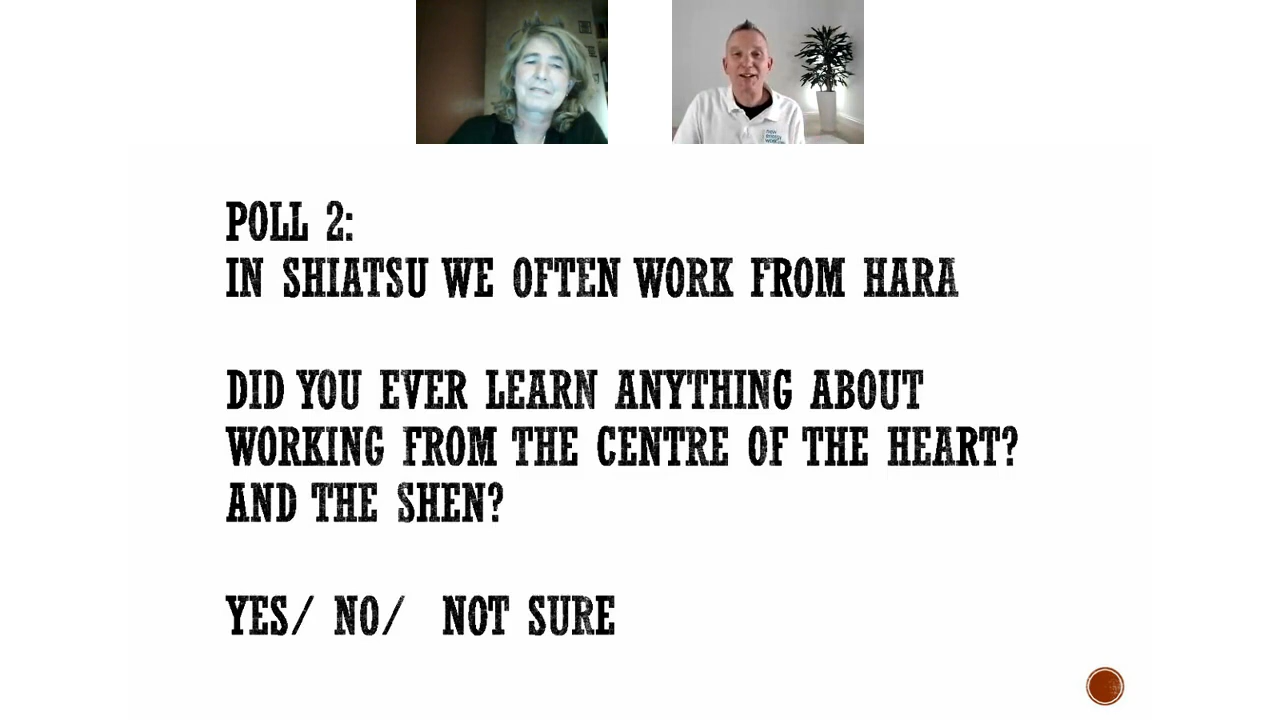 POLL 2:
IN SHIATSU WE OFTEN WORK FROM HARA
DID YOU EVER LEARN ANYTHING ABOUT
WORKING FROM THE CENTRE OF THE HEART?
AND THE SHEN?
YES/ NO/ NOT SURE